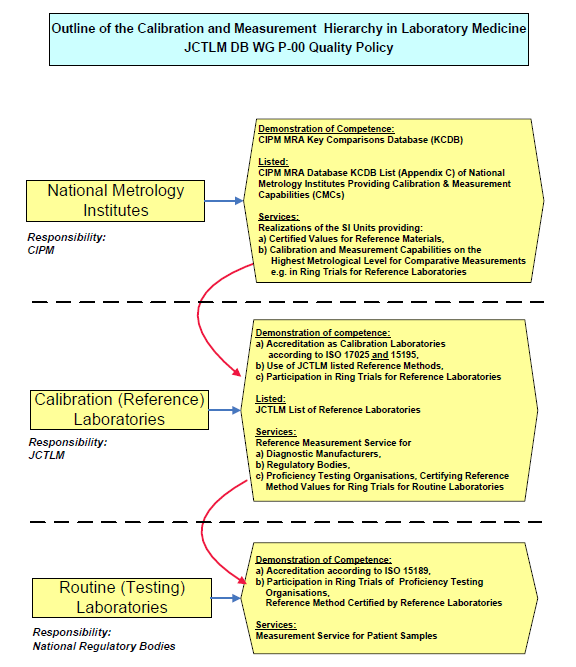 Outline of the Calibration and Measurement Hierarchy in Laboratory Medicine
JCTLM DB WG P-00 Quality Policy
National Metrology
Institutes
Responsibility:
CIPM
Demonstration of Competence:
CIPM MRA Key Comparisons Database (KCDB)
Listed:
CIPM MRA Database KCDB List (Appendix C) of National
Metrology Institutes Providing Calibration & Measurement
Capabilities (CMCs)
Services:
Realizations of the SI Units providing:
a) Certified Values for Reference Materials,
b) Calibration and Measurement Capabilities on the
Highest Metrological Level for Comparative Measurements
e.g. in Ring Trials for Reference Laboratories
Calibration (Reference)
Laboratories
Responsibility:
JCTLM
Demonstration of competence:
a) Accreditation as Calibration Laboratories
according to ISO 17025 and 15195,
b) Use of JCTLM listed Reference Methods,
c) Participation in Ring Trials for Reference Laboratories
Listed:
JCTLM List of Reference Laboratories
Services:
Reference Measurement Service for
a) Diagnostic Manufacturers,
b) Regulatory Bodies,
c) Proficiency Testing Organisations, Certifying Reference
Method Values for Ring Trials for Routine Laboratories
Routine (Testing)
Laboratories
Responsibility:
National Regulatory Bodies
Demonstration of Competence:
a) Accreditation according to ISO 15189,
b) Participation in Ring Trials of Proficiency Testing
Organisations,
Reference Method Certified by Reference Laboratories
Services:
Measurement Service for Patient Samples